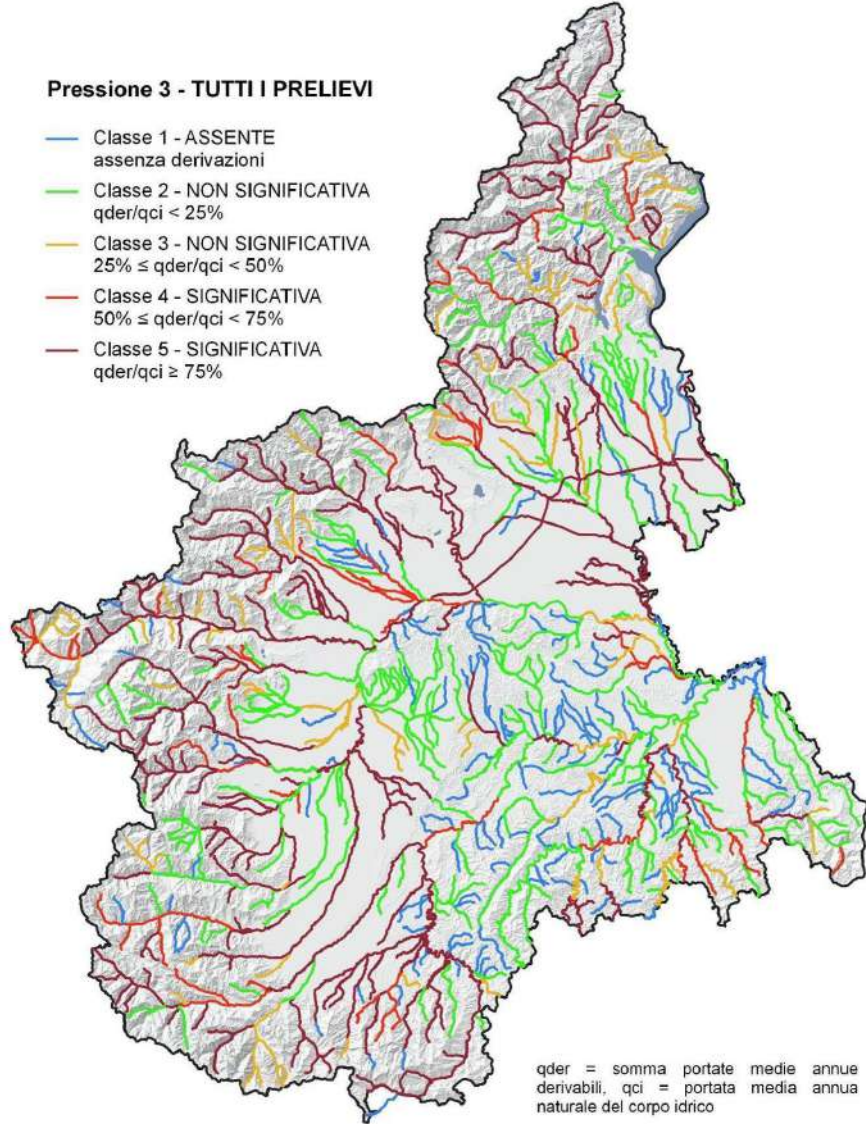 Pressione 3 - TUTTI I PRELIEVI
Classe 1 - ASSENTE
assenza derivazioni
Classe 2 - NON SIGNIFICATIVA
qder/qci < 25%
Classe 3 - NON SIGNIFICATIVA
25% ≤ qder/qci < 50%
Classe 4 - SIGNIFICATIVA
50% ≤ qder/qci < 75%
Classe 5 - SIGNIFICATIVA
qder/qci ≥ 75%
qder = somma portate medie annue
derivabili, qci = portata media annua
naturale del corpo idrico